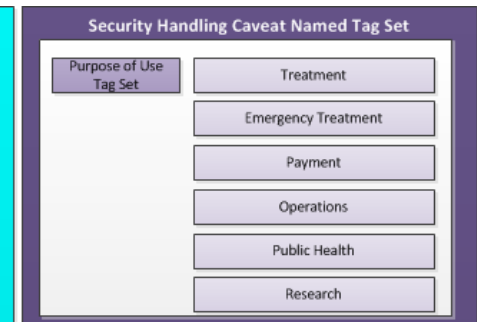 Security Handling Caveat Named Tag Set
Purpose of Use
Tag Set
Treatment
Emergency Treatment
Payment
Operations
Public Health
Research